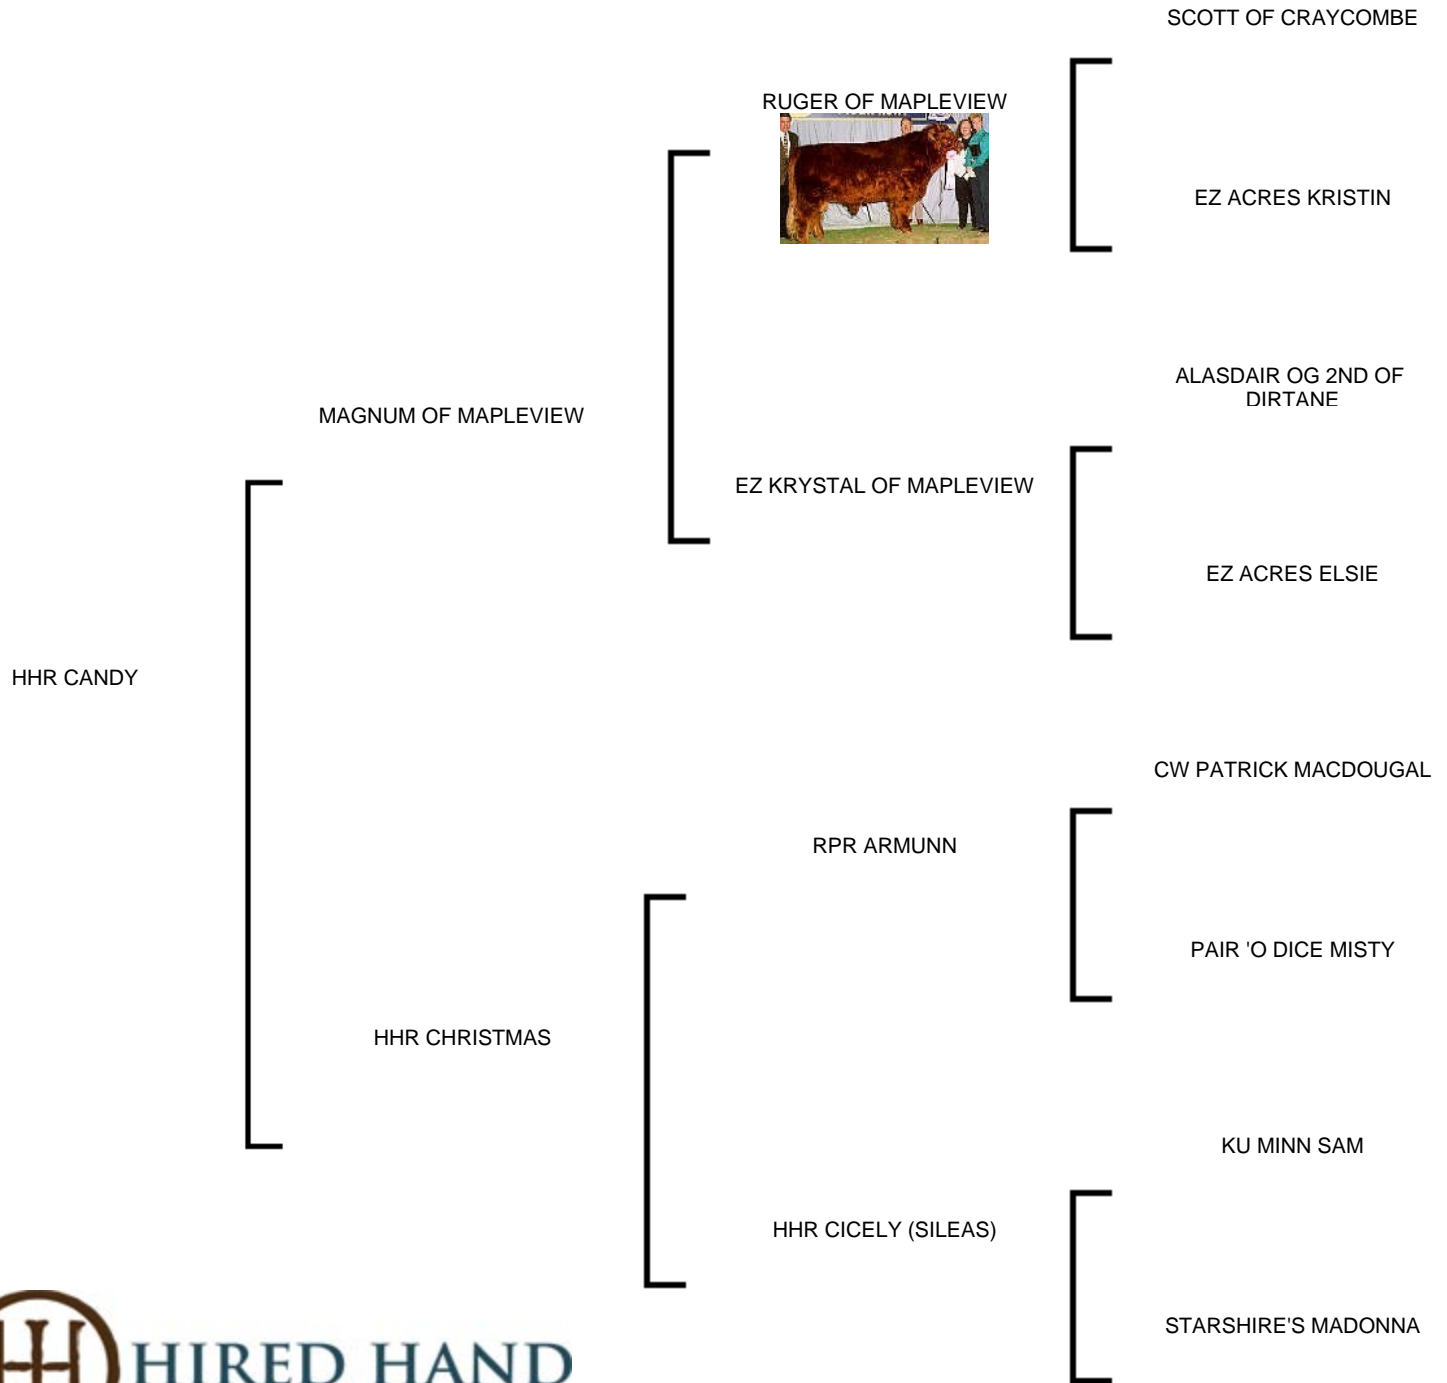 SCOTT OF CRAYCOMBE
RUGER OF MAPLEVIEW
EZ ACRES KRISTIN
ALASDAIR OG 2ND OF
DIRTANE
MAGNUM OF MAPLEVIEW
EZ KRYSTAL OF MAPLEVIEW
EZ ACRES ELSIE
HHR CANDY
CW PATRICK MACDOUGAL
RPR ARMUNN
PAIR 'O DICE MISTY
HHR CHRISTMAS
KU MINN SAM
HHR CICELY (SILEAS)
STARSHIRE'S MADONNA
HIRED HAND